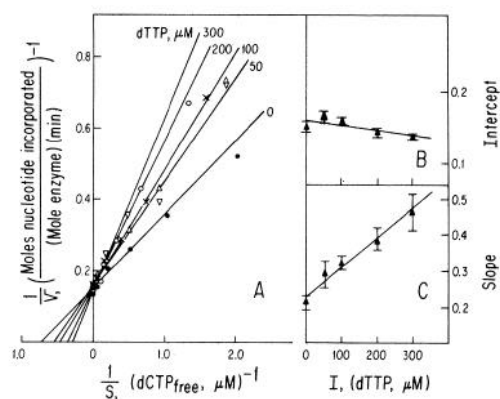 dTTP, μM
300
200
100
50
0
0.8
0.6
0.4
0.2
1.0
0
1.0
2.0
1/V, (Moles nucleotide incorporated/(Mole enzyme)(min))⁻¹
1/S, (dCTPfree, μM)⁻¹
A
B
0.2
0.1
Intercept
C
0.5
0.4
0.3
0.2
Slope
0 100 200 300
I, (dTTP, μM)